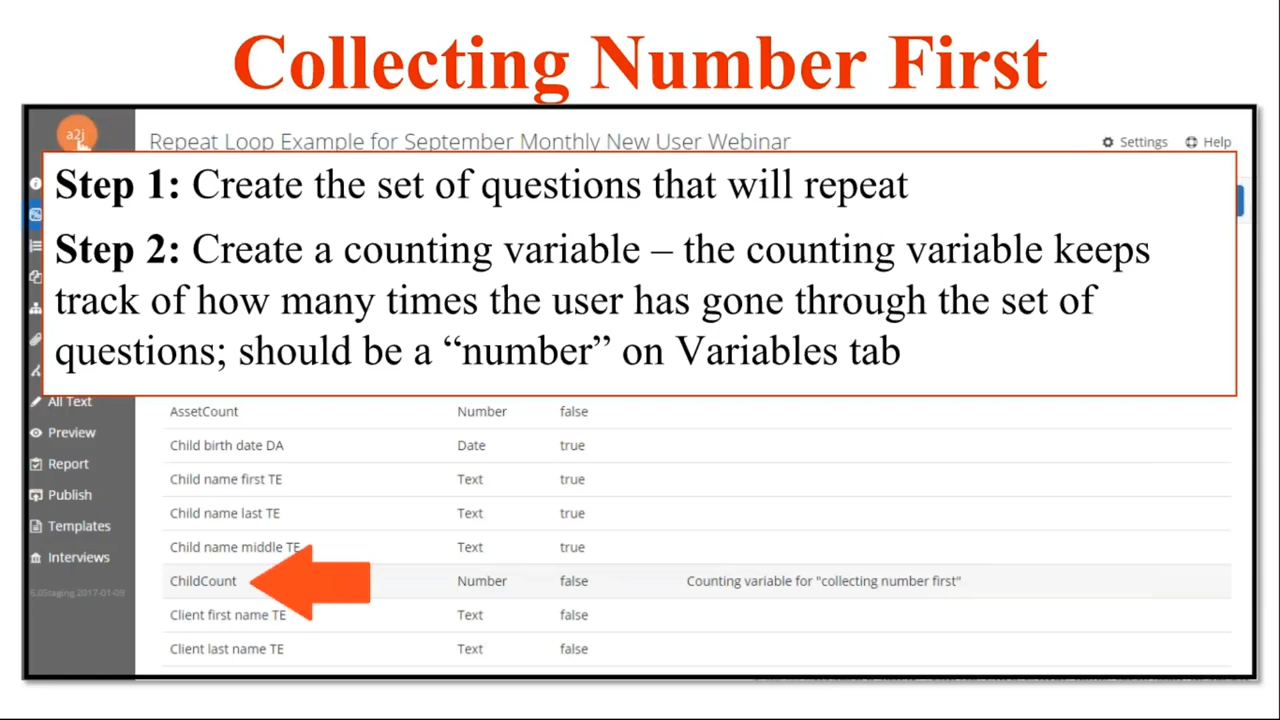 Collecting Number First
a2j
Repeat Loop Example for September Monthly New User Webinar
Settings
Help
Step 1: Create the set of questions that will repeat
Step 2: Create a counting variable – the counting variable keeps
track of how many times the user has gone through the set of
questions; should be a “number” on Variables tab
All Text
Preview
Report
Publish
Templates
Interviews
6.0Staging 2017-01-09
AssetCount Number false
Child birth date DA Date true
Child name first TE Text true
Child name last TE Text true
Child name middle TE Text true
ChildCount Number false Counting variable for "collecting number first"
Client first name TE Text false
Client last name TE Text false